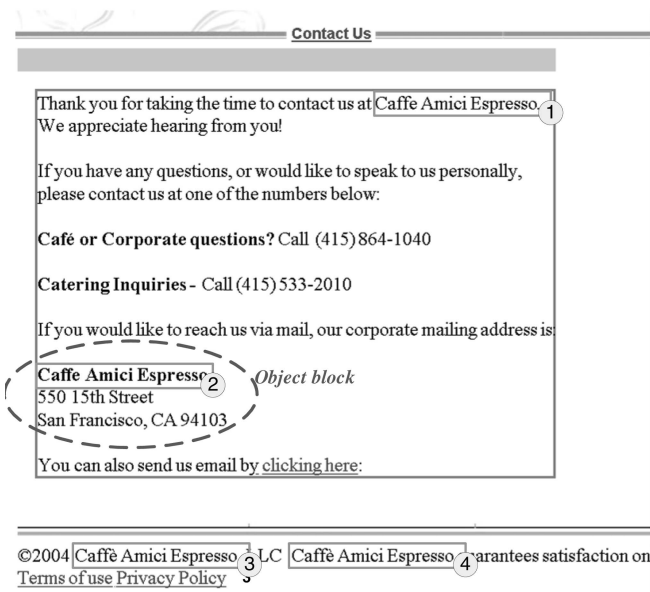 Contact Us
Thank you for taking the time to contact us at Caffe Amici Espresso. 1
We appreciate hearing from you!
If you have any questions, or would like to speak to us personally,
please contact us at one of the numbers below:
Café or Corporate questions? Call (415) 864-1040
Catering Inquiries - Call (415) 533-2010
If you would like to reach us via mail, our corporate mailing address is:
Caffe Amici Espresso 2 Object block
550 15th Street
San Francisco, CA 94103
You can also send us email by clicking here:
©2004 Caffè Amici Espresso 3 LC Caffè Amici Espresso 4 satisfaction on
Terms of use Privacy Policy